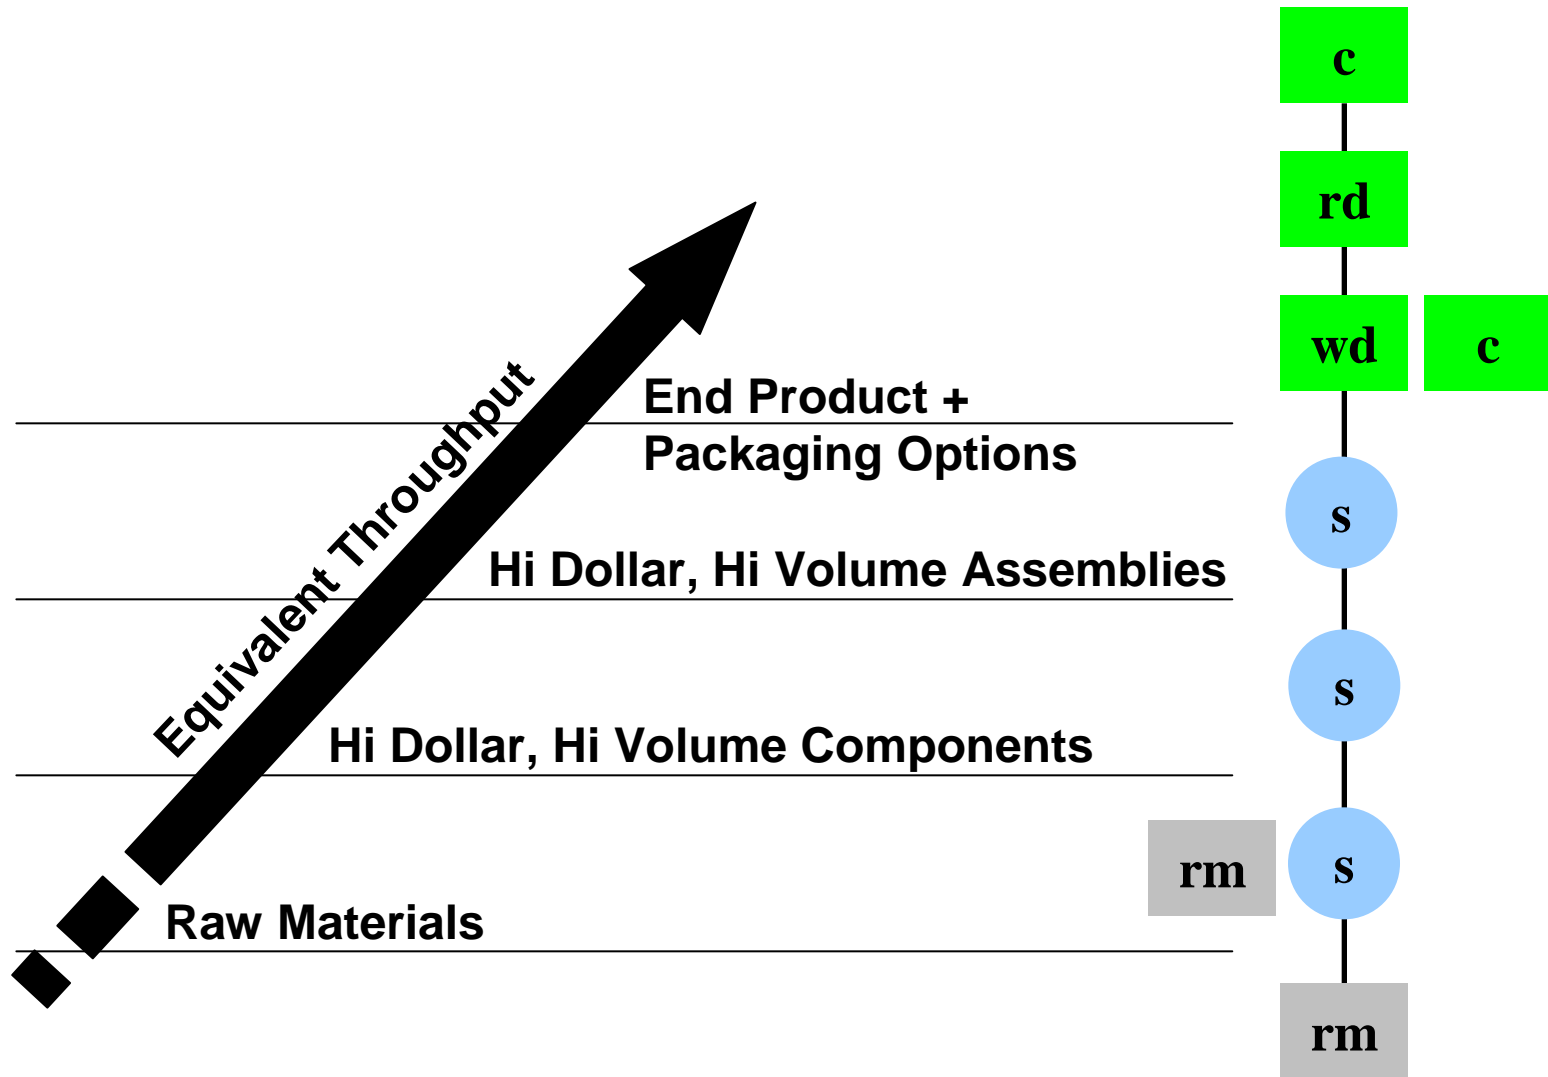 c
rd
wd c
End Product +
Packaging Options
Equivalent Throughput
s
Hi Dollar, Hi Volume Assemblies
s
Hi Dollar, Hi Volume Components
rm s
Raw Materials
rm